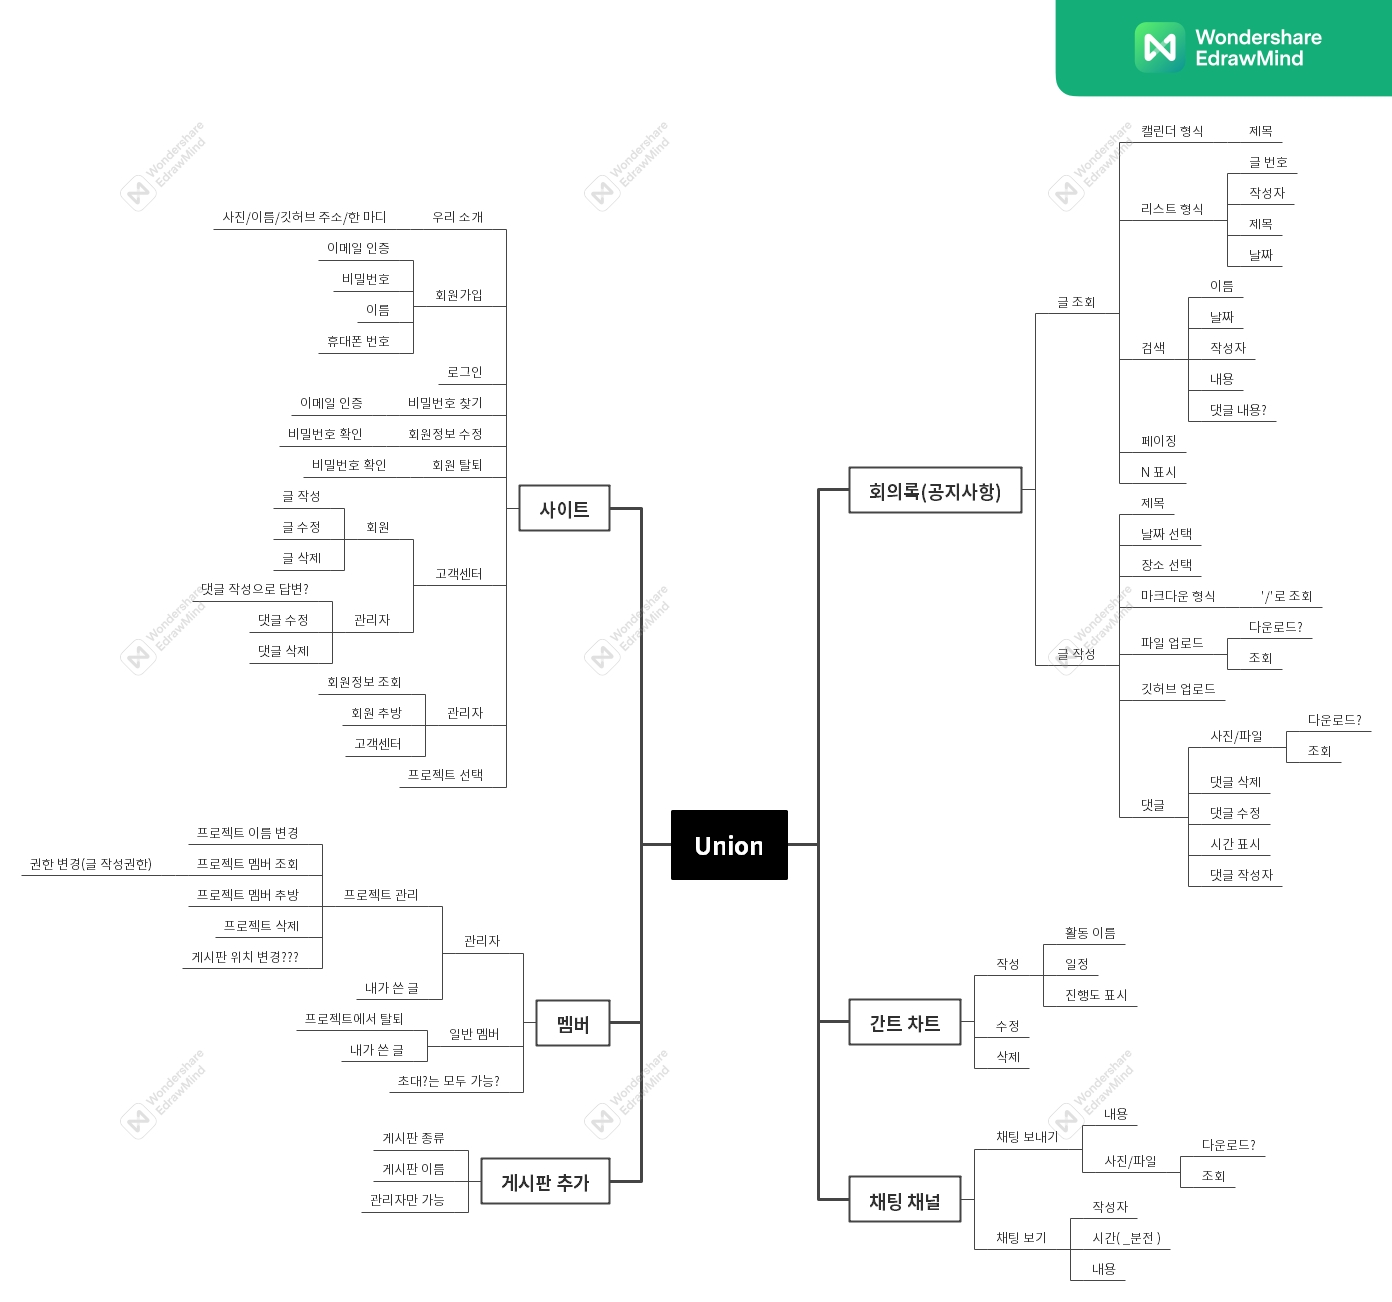 Wondershare
EdrawMind
Union
사이트
우리 소개
사진/이름/깃허브 주소/한 마디
회원가입
이메일 인증
비밀번호
이름
휴대폰 번호
로그인
비밀번호 찾기
이메일 인증
회원정보 수정
비밀번호 확인
회원 탈퇴
비밀번호 확인
고객센터
회원
글 작성
글 수정
글 삭제
관리자
댓글 작성으로 답변?
댓글 수정
댓글 삭제
관리자
회원정보 조회
회원 추방
고객센터
프로젝트 선택
멤버
관리자
프로젝트 관리
프로젝트 이름 변경
프로젝트 멤버 조회
권한 변경(글 작성권한)
프로젝트 멤버 추방
프로젝트 삭제
게시판 위치 변경???
내가 쓴 글
일반 멤버
프로젝트에서 탈퇴
내가 쓴 글
초대?는 모두 가능?
게시판 추가
게시판 종류
게시판 이름
관리자만 가능
회의록(공지사항)
글 조회
캘린더 형식
제목
리스트 형식
글 번호
작성자
제목
날짜
검색
이름
날짜
작성자
내용
댓글 내용?
페이징
N 표시
글 작성
제목
날짜 선택
장소 선택
마크다운 형식
'/'로 조회
파일 업로드
다운로드?
조회
깃허브 업로드
댓글
사진/파일
다운로드?
조회
댓글 삭제
댓글 수정
시간 표시
댓글 작성자
간트 차트
작성
활동 이름
일정
진행도 표시
수정
삭제
채팅 채널
채팅 보내기
내용
사진/파일
다운로드?
조회
채팅 보기
작성자
시간( _분전 )
내용
Wondershare
EdrawMind
Wondershare
EdrawMind
Wondershare
EdrawMind
Wondershare
EdrawMind
Wondershare
EdrawMind
Wondershare
EdrawMind
Wondershare
EdrawMind
Wondershare
EdrawMind
Wondershare
EdrawMind